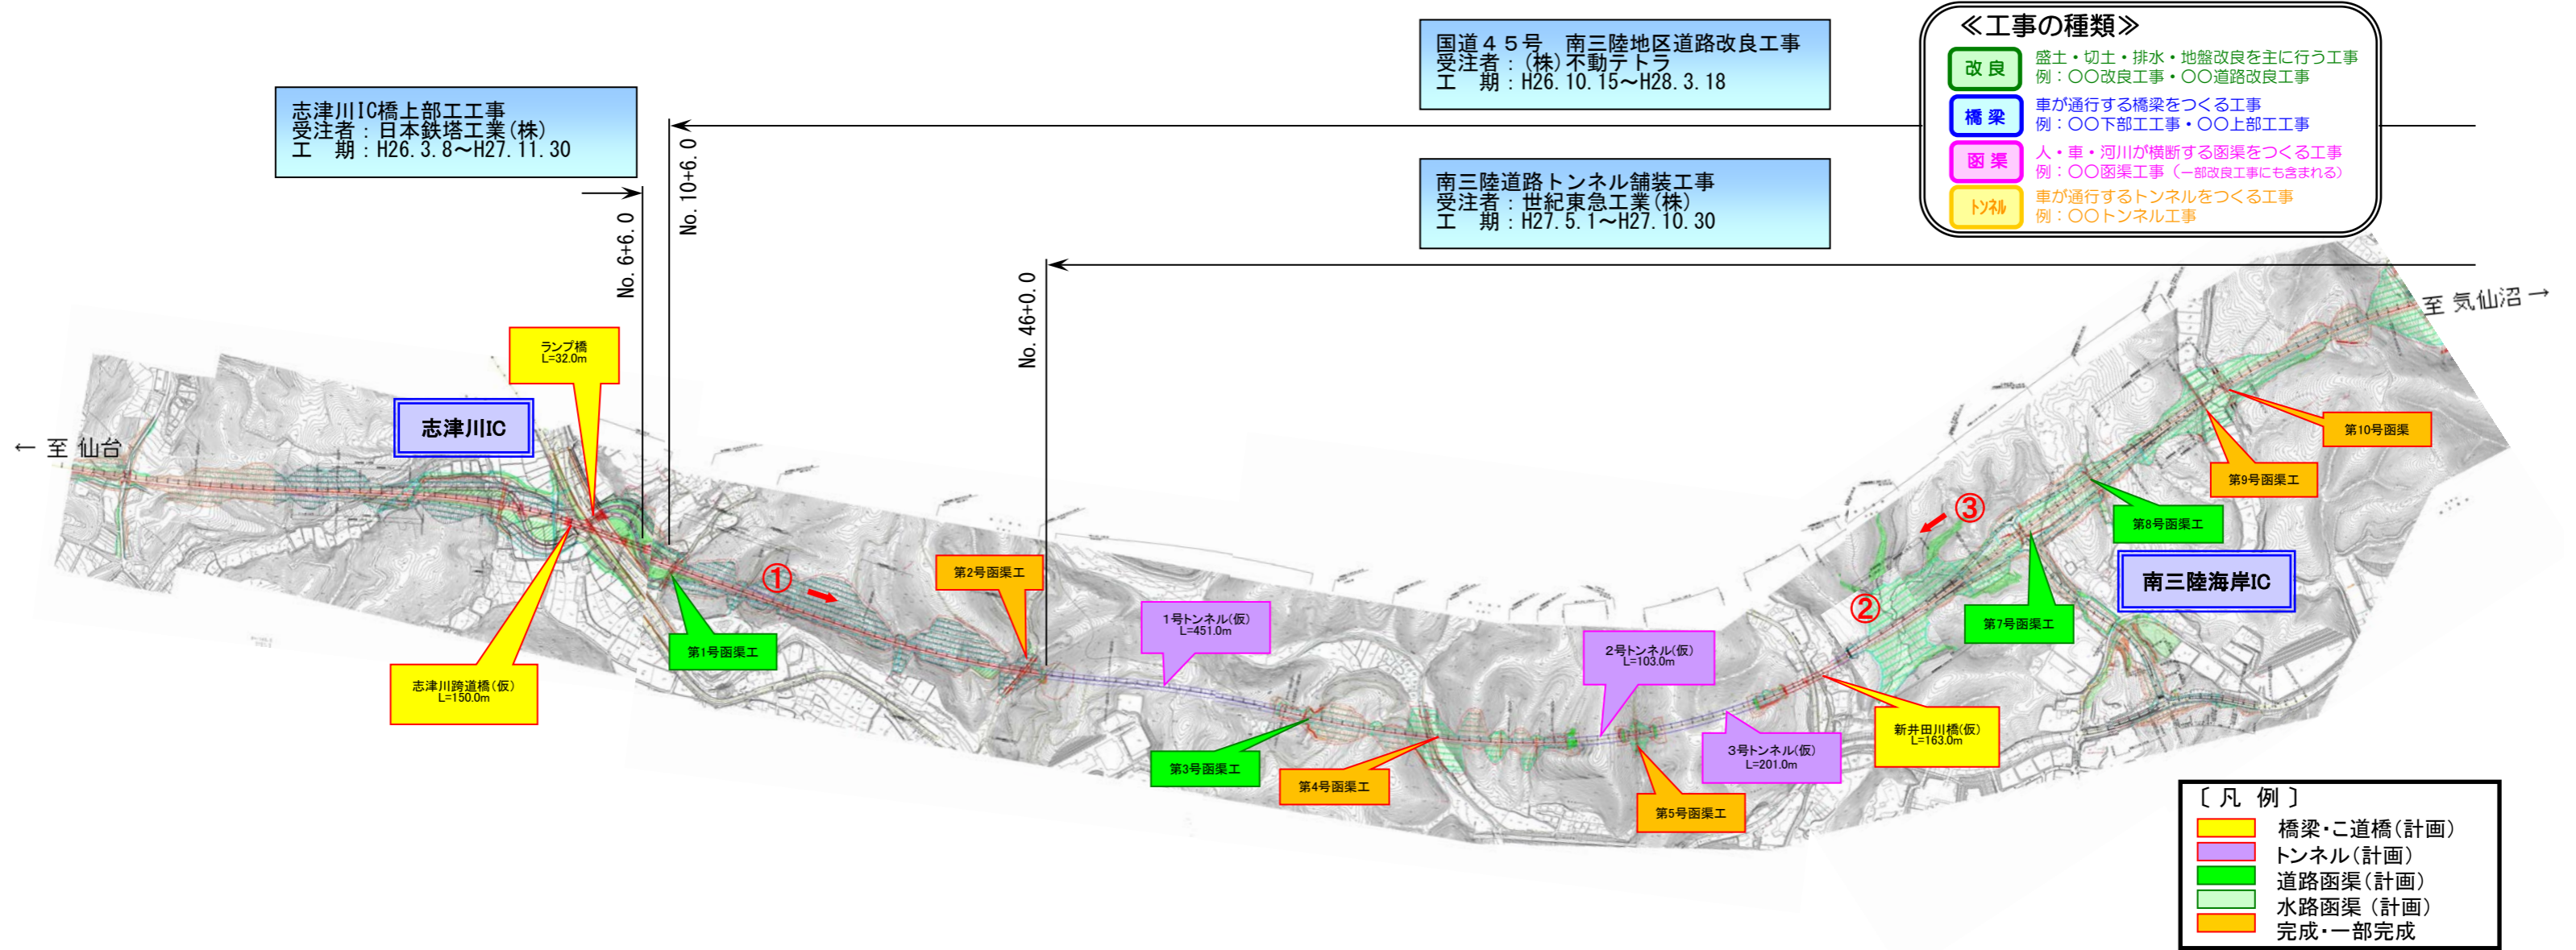 国道４５号　南三陸地区道路改良工事
受注者：(株)不動テトラ
工　期：H26.10.15～H28.3.18
≪工事の種類≫
改 良
盛土・切土・排水・地盤改良を主に行う工事
例：〇〇改良工事・〇〇道路改良工事
橋 梁
車が通行する橋梁をつくる工事
例：〇〇下部工工事・〇〇上部工工事
函 渠
人・車・河川が横断する函渠をつくる工事
例：〇〇函渠工事（一部改良工事にも含まれる）
トンネル
車が通行するトンネルをつくる工事
例：〇〇トンネル工事
志津川IC橋上部工工事
受注者：日本鉄塔工業(株)
工　期：H26.3.8～H27.11.30
南三陸道路トンネル舗装工事
受注者：世紀東急工業(株)
工　期：H27.5.1～H27.10.30
No.6+6.0
No.10+6.0
No.46+0.0
至 気仙沼 →
ランプ橋
L=32.0m
志津川IC
← 至 仙台
第10号函渠
第9号函渠工
第8号函渠工
③
①
②
第2号函渠工
南三陸海岸IC
第7号函渠工
1号トンネル(仮)
L=451.0m
第1号函渠工
2号トンネル(仮)
L=103.0m
志津川跨道橋(仮)
L=150.0m
新井田川橋(仮)
L=163.0m
3号トンネル(仮)
L=201.0m
第3号函渠工
第4号函渠工
第5号函渠工
〔 凡 例 〕
橋梁・こ道橋(計画)
トンネル(計画)
道路函渠(計画)
水路函渠 (計画)
完成・一部完成